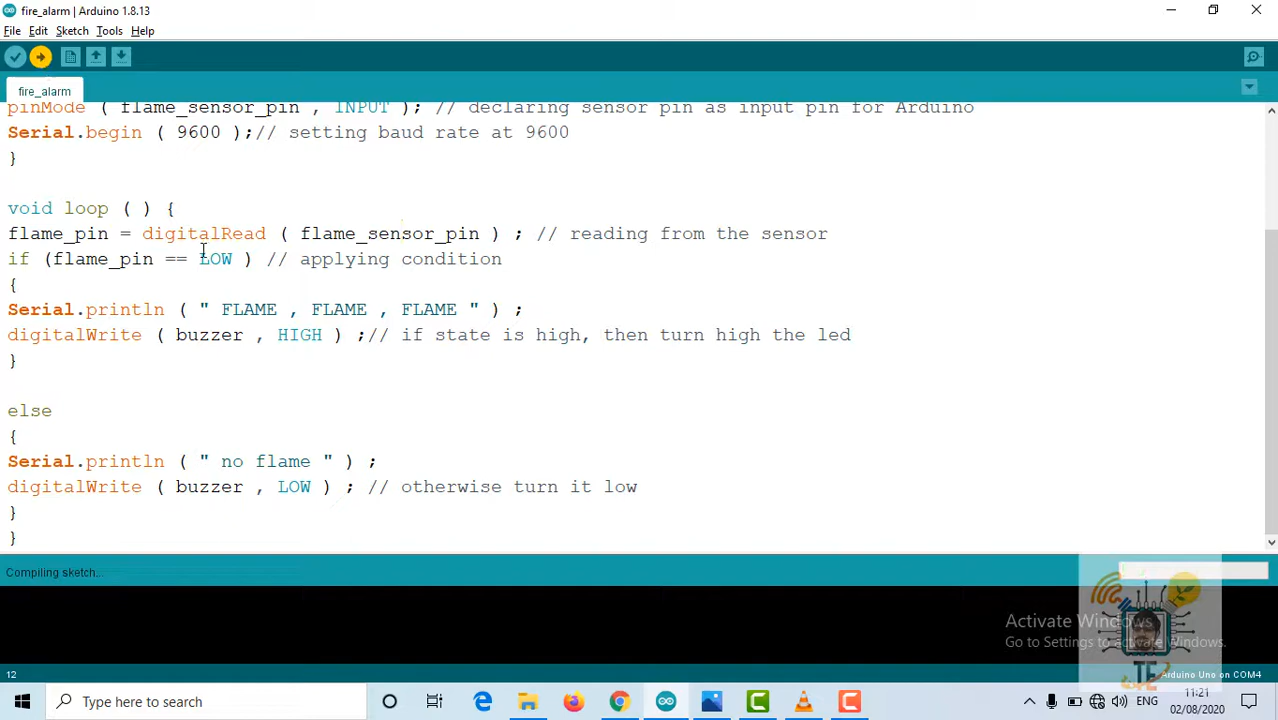 fire_alarm | Arduino 1.8.13
File Edit Sketch Tools Help
fire_alarm
pinMode ( flame_sensor_pin , INPUT ); // declaring sensor pin as input pin for Arduino
Serial.begin ( 9600 );// setting baud rate at 9600
}
void loop ( ) {
flame_pin = digitalRead ( flame_sensor_pin ) ; // reading from the sensor
if (flame_pin == LOW ) // applying condition
{
Serial.println ( " FLAME , FLAME , FLAME " ) ;
digitalWrite ( buzzer , HIGH ) ;// if state is high, then turn high the led
}
else
{
Serial.println ( " no flame " ) ;
digitalWrite ( buzzer , LOW ) ; // otherwise turn it low
}
}
Compiling sketch...
Activate Windows
Go to Settings to activate Windows.
TE
12
Arduino Uno on COM4
Type here to search
ENG
11:21
02/08/2020